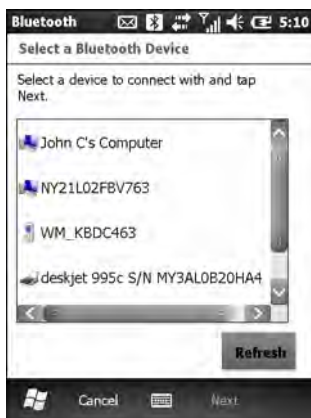 Bluetooth 5:10
Select a Bluetooth Device
Select a device to connect with and tap
Next.
John C's Computer
NY21L02FBV763
WM_KBDC463
deskjet 995c S/N MY3AL0B20HA4
Refresh
Cancel Next